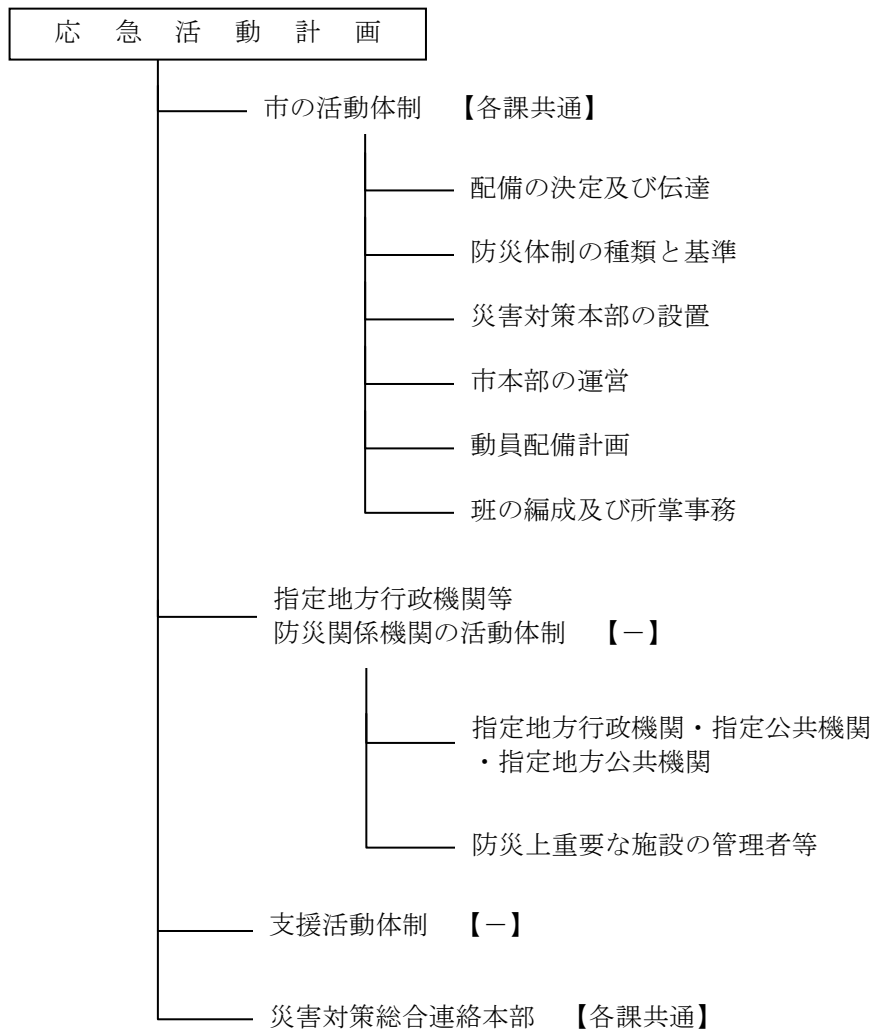 応急活動計画
市の活動体制 【各課共通】
配備の決定及び伝達
防災体制の種類と基準
災害対策本部の設置
市本部の運営
動員配備計画
班の編成及び所掌事務
指定地方行政機関等
防災関係機関の活動体制 【－】
指定地方行政機関・指定公共機関
・指定地方公共機関
防災上重要な施設の管理者等
支援活動体制 【－】
災害対策総合連絡本部 【各課共通】